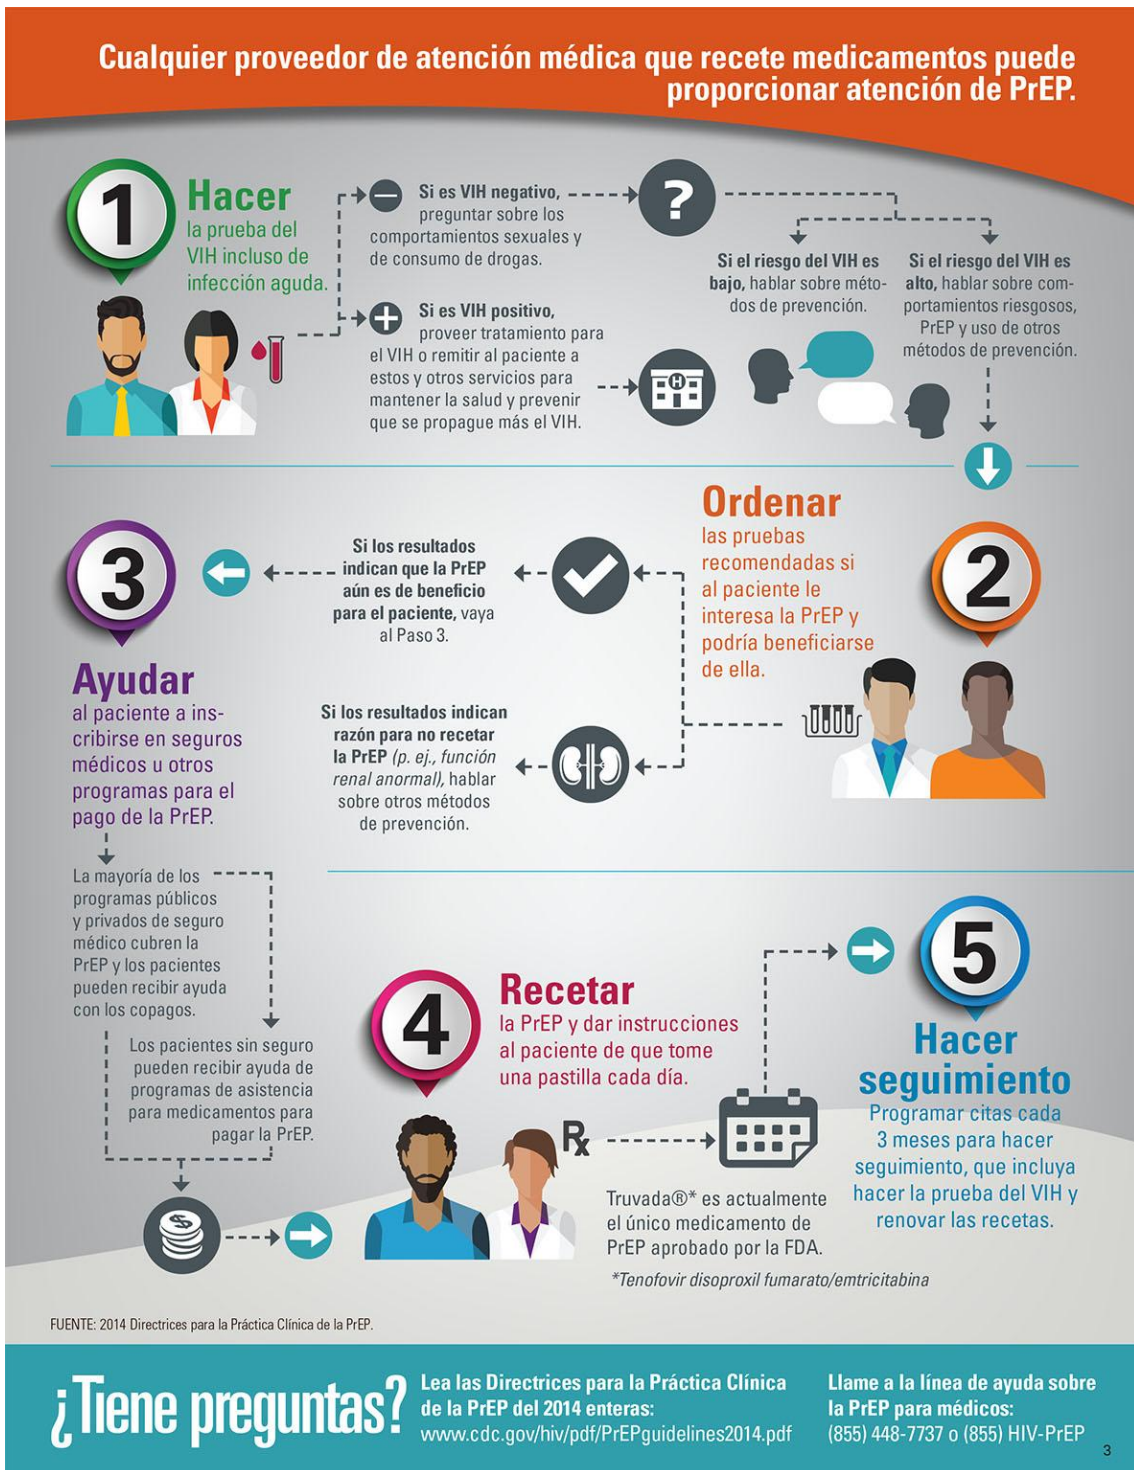 Cualquier proveedor de atención médica que recete medicamentos puede
proporcionar atención de PrEP.
1
Hacer
la prueba del
VIH incluso de
infección aguda.
Si es VIH negativo,
preguntar sobre los
comportamientos sexuales y
de consumo de drogas.
?
Si el riesgo del VIH es
bajo, hablar sobre méto-
dos de prevención.
Si el riesgo del VIH es
alto, hablar sobre com-
portamientos riesgosos,
PrEP y uso de otros
métodos de prevención.
Si es VIH positivo,
proveer tratamiento para
el VIH o remitir al paciente a
estos y otros servicios para
mantener la salud y prevenir
que se propague más el VIH.
H
2
Ordenar
las pruebas
recomendadas si
al paciente le
interesa la PrEP y
podría beneficiarse
de ella.
Si los resultados
indican que la PrEP
aún es de beneficio
para el paciente, vaya
al Paso 3.
Si los resultados indican
razón para no recetar
la PrEP (p. ej., función
renal anormal), hablar
sobre otros métodos
de prevención.
3
Ayudar
al paciente a ins-
cribirse en seguros
médicos u otros
programas para el
pago de la PrEP.
La mayoría de los
programas públicos
y privados de seguro
médico cubren la
PrEP y los pacientes
pueden recibir ayuda
con los copagos.
Los pacientes sin seguro
pueden recibir ayuda de
programas de asistencia
para medicamentos para
pagar la PrEP.
$
4
Recetar
la PrEP y dar instrucciones
al paciente de que tome
una pastilla cada día.
Rx
Truvada®* es actualmente
el único medicamento de
PrEP aprobado por la FDA.
*Tenofovir disoproxil fumarato/emtricitabina
5
Hacer
seguimiento
Programar citas cada
3 meses para hacer
seguimiento, que incluya
hacer la prueba del VIH y
renovar las recetas.
FUENTE: 2014 Directrices para la Práctica Clínica de la PrEP.
¿Tiene preguntas?
Lea las Directrices para la Práctica Clínica
de la PrEP del 2014 enteras:
www.cdc.gov/hiv/pdf/PrEPguidelines2014.pdf
Llame a la línea de ayuda sobre
la PrEP para médicos:
(855) 448-7737 o (855) HIV-PrEP
3